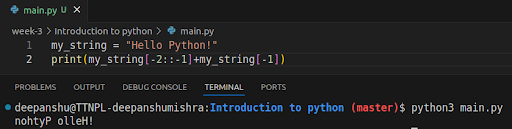 main.py U ×
week-3 > Introduction to python > main.py
1 my_string = "Hello Python!"
2 print(my_string[-2::-1]+my_string[-1])
PROBLEMS OUTPUT DEBUG CONSOLE TERMINAL PORTS
deepanshu@TTNPL-deepanshumishra:Introduction to python (master)$ python3 main.py
nohtyP olleH!